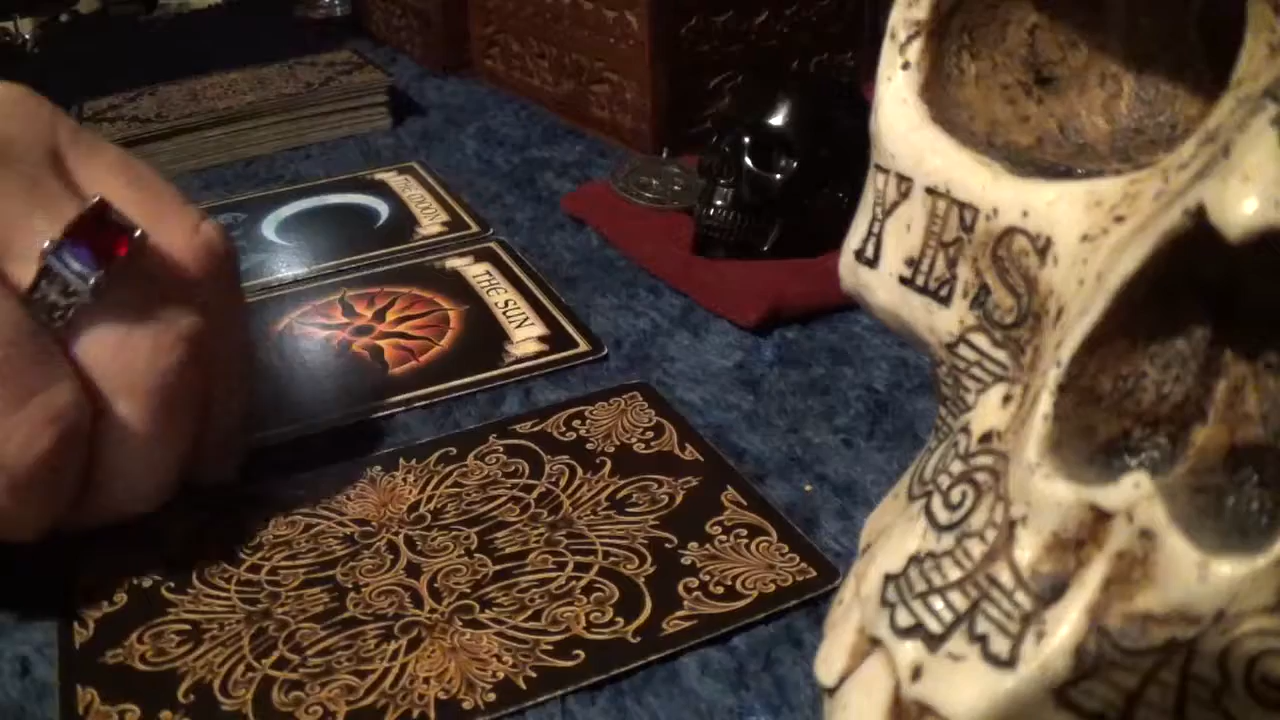 THE MOON
THE SUN
YES